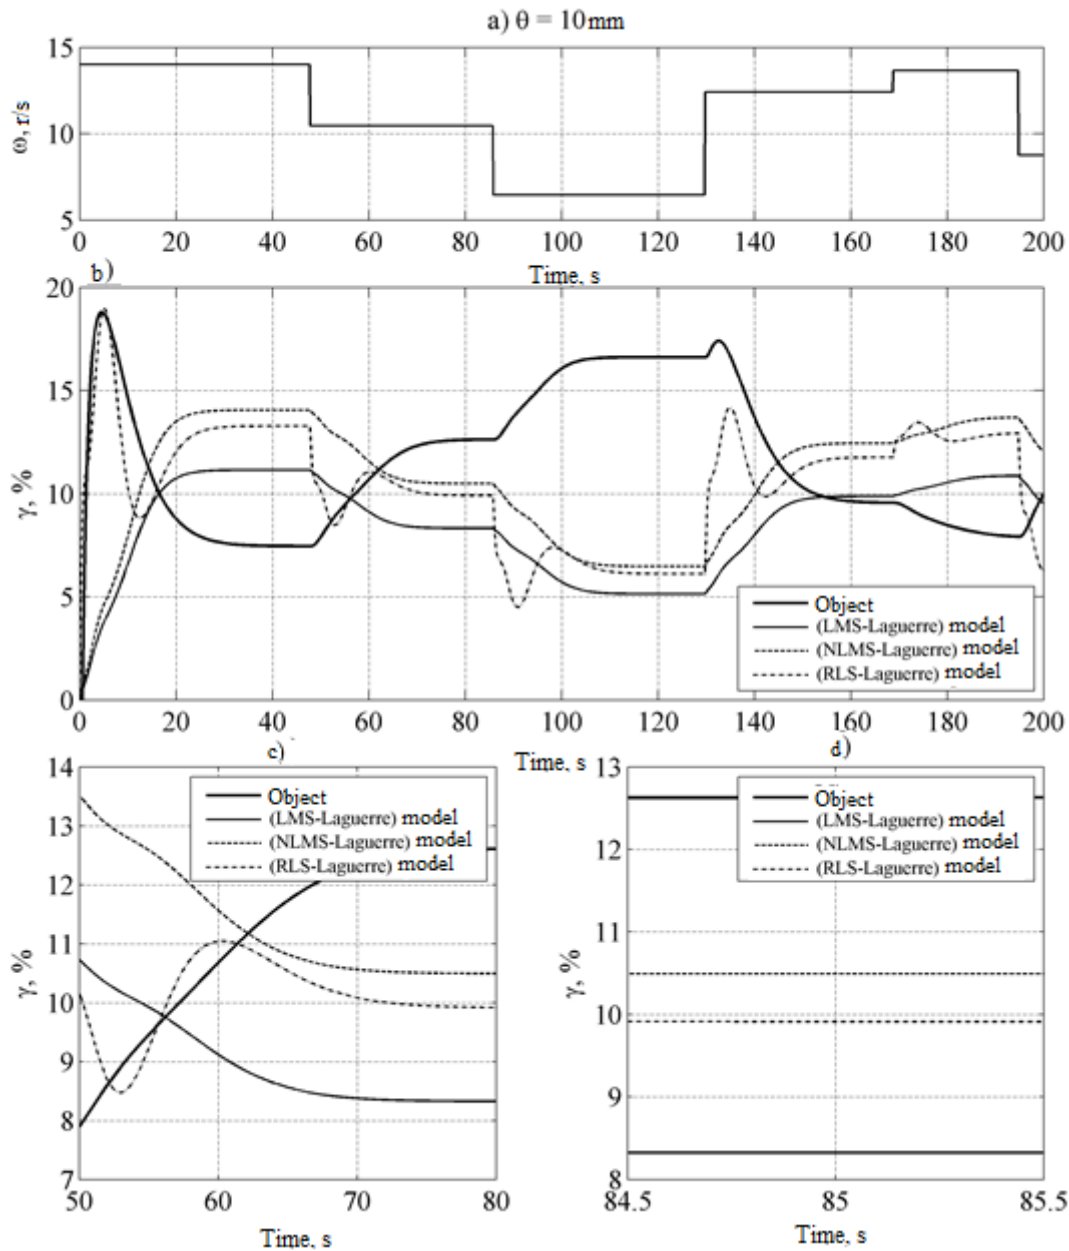 a) θ = 10mm
15
10
5
ω, r/s
0 20 40 60 80 100 120 140 160 180 200
Time, s
b)
20
15
10
5
0
γ, %
Object
(LMS-Laguerre) model
(NLMS-Laguerre) model
(RLS-Laguerre) model
0 20 40 60 80 100 120 140 160 180 200
Time, s
c)
14
13
12
11
10
9
8
7
γ, %
Object
(LMS-Laguerre) model
(NLMS-Laguerre) model
(RLS-Laguerre) model
50 60 70 80
Time, s
d)
13
12
11
10
9
8
γ, %
Object
(LMS-Laguerre) model
(NLMS-Laguerre) model
(RLS-Laguerre) model
84.5 85 85.5
Time, s